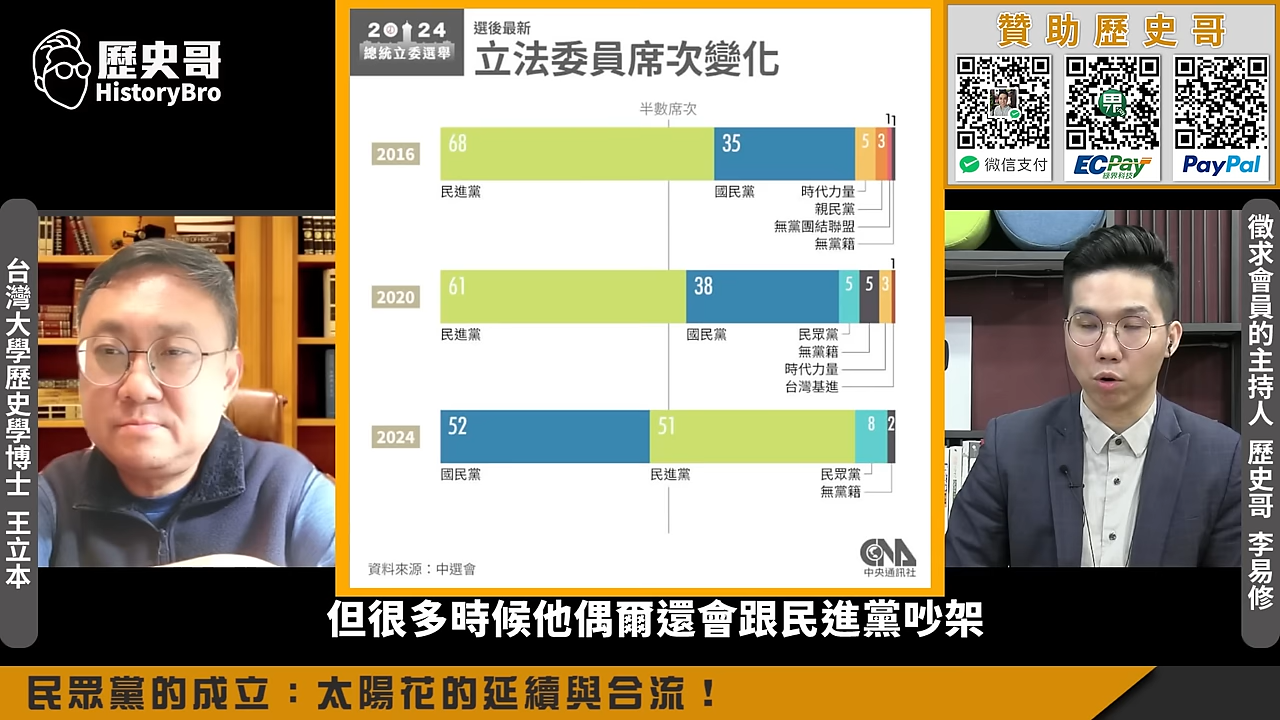 歷史哥
HistoryBro
2024
總統立委選舉
選後最新
立法委員席次變化
半數席次
2016
68
35
5
3
1
1
民進黨
國民黨
時代力量
親民黨
無黨團結聯盟
無黨籍
2020
61
38
5
5
3
1
民進黨
國民黨
民眾黨
無黨籍
時代力量
台灣基進
2024
52
51
8
2
國民黨
民進黨
民眾黨
無黨籍
資料來源：中選會
CNA
中央通訊社
贊助歷史哥
微信支付
ECPay
綠界科技
PayPal
台灣大學歷史學博士 王立本
徵求會員的主持人 歷史哥 李易修
但很多時候他偶爾還會跟民進黨吵架
民眾黨的成立：太陽花的延續與合流！